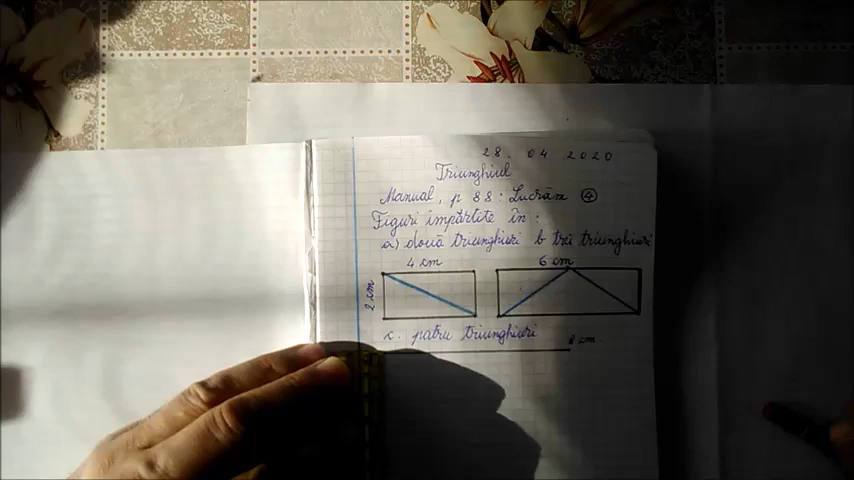 28. 04 2020
Triunghiul
Manual, p 88: Lucrăm ④
Figuri împărțite în:
a) două triunghiuri b trei triunghiuri
4 cm 6 cm
2 cm
c. patru triunghiuri
8 cm.